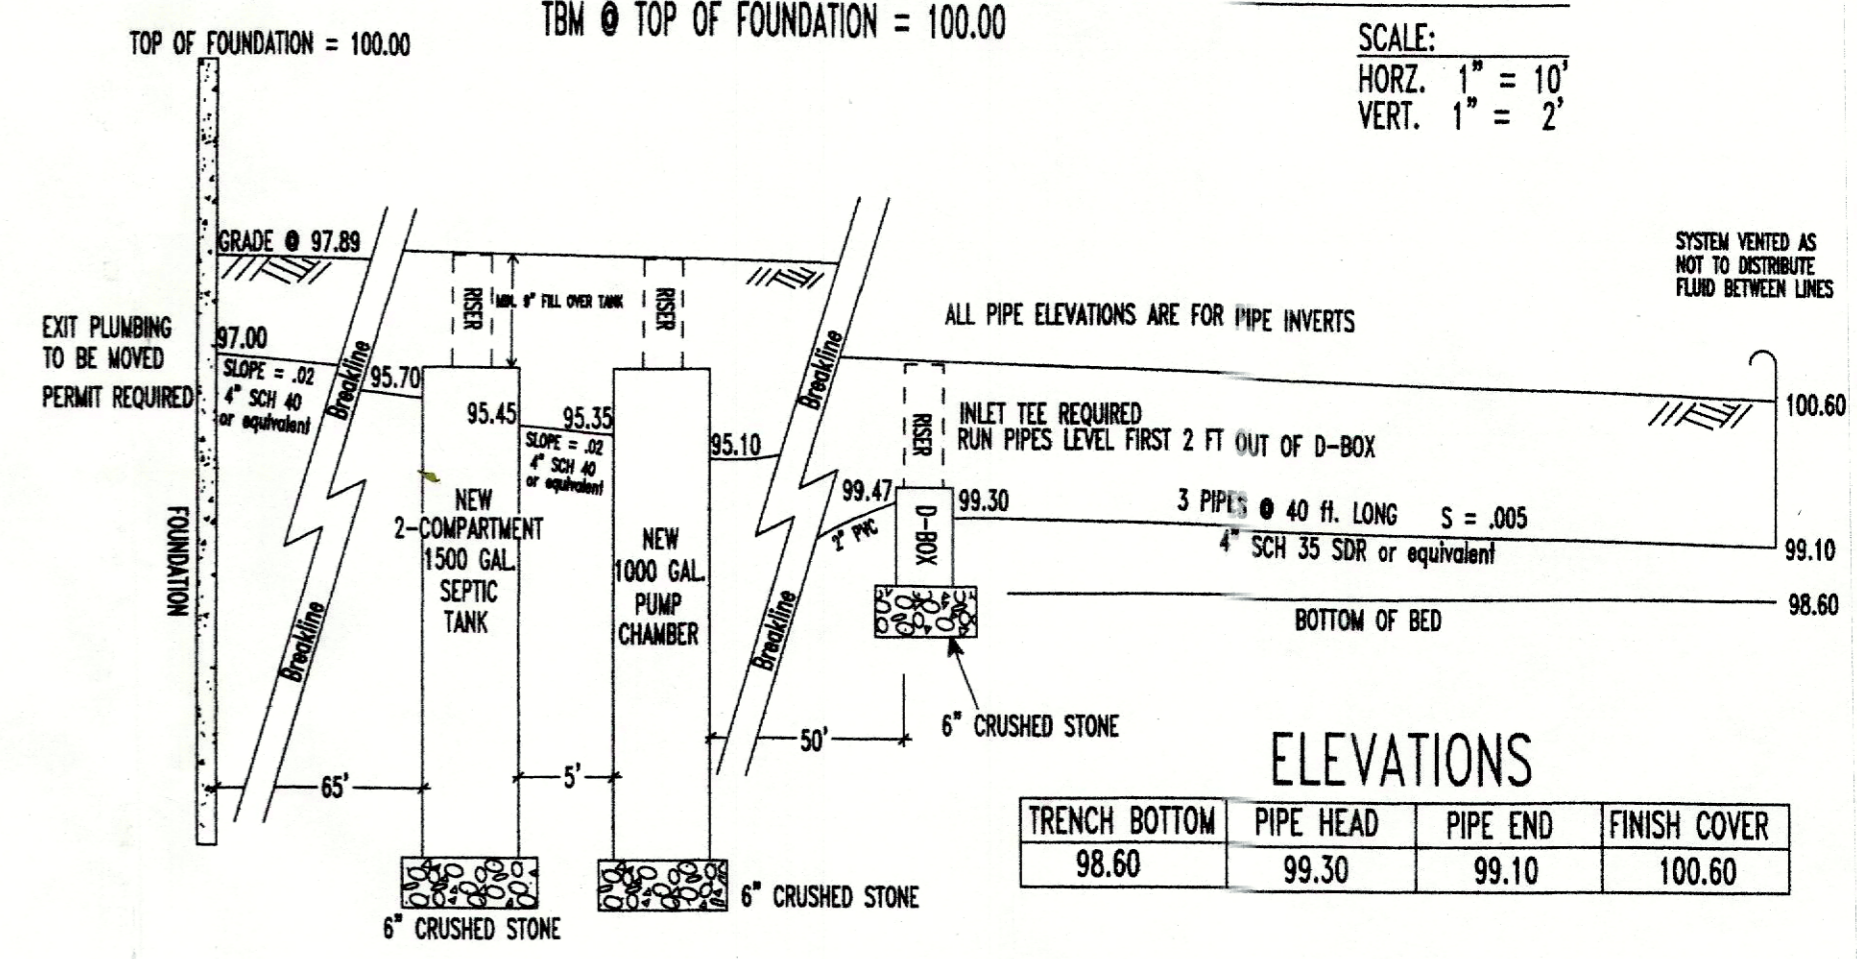 TBM @ TOP OF FOUNDATION = 100.00
TOP OF FOUNDATION = 100.00
SCALE:
HORZ. 1" = 10'
VERT. 1" = 2'
GRADE @ 97.89
SYSTEM VENTED AS
NOT TO DISTRIBUTE
FLUID BETWEEN LINES
RISER
MIN. 9" FILL OVER TANK
RISER
ALL PIPE ELEVATIONS ARE FOR PIPE INVERTS
EXIT PLUMBING
TO BE MOVED
PERMIT REQUIRED
97.00
SLOPE = .02
4" SCH 40
or equivalent
Breakline
95.70
95.45
95.35
SLOPE = .02
4" SCH 40
or equivalent
95.10
Breakline
RISER
INLET TEE REQUIRED
RUN PIPES LEVEL FIRST 2 FT OUT OF D-BOX
100.60
99.47
2" PVC
D-BOX
99.30
3 PIPES @ 40 ft. LONG S = .005
4" SCH 35 SDR or equivalent
99.10
98.60
BOTTOM OF BED
FOUNDATION
NEW
2-COMPARTMENT
1500 GAL.
SEPTIC
TANK
NEW
1000 GAL.
PUMP
CHAMBER
Breakline
Breakline
6" CRUSHED STONE
50'
5'
65'
6" CRUSHED STONE
6" CRUSHED STONE
ELEVATIONS
TRENCH BOTTOM PIPE HEAD PIPE END FINISH COVER
98.60 99.30 99.10 100.60